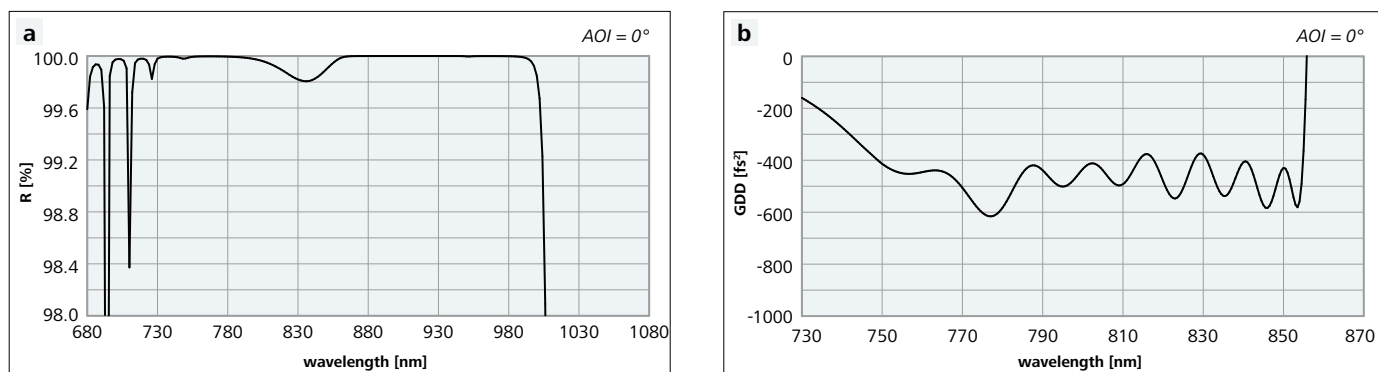 a
AOI = 0°
R [%]
100.0
99.6
99.2
98.8
98.4
98.0
680 730 780 830 880 930 980 1030 1080
wavelength [nm]
b
AOI = 0°
GDD [fs²]
0
-200
-400
-600
-800
-1000
730 750 770 790 810 830 850 870
wavelength [nm]